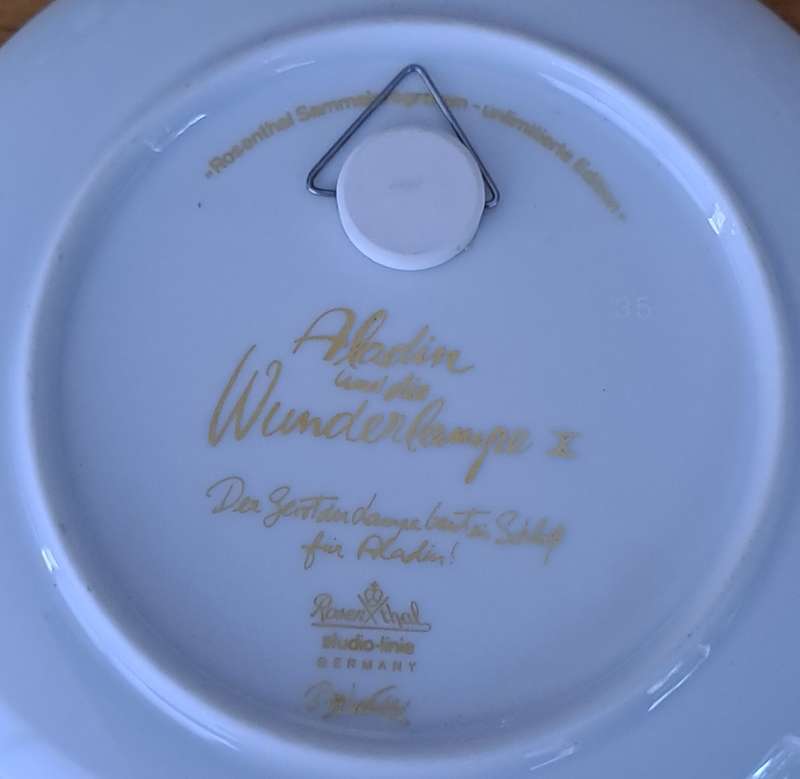 „Rosenthal Sammelprogramm - unlimitierte Edition“
35
Aladin
und die
Wunderlampe X
Der Geist der Lampe baut ein Schloß
für Aladin!
Rosenthal
studio-linie
GERMANY